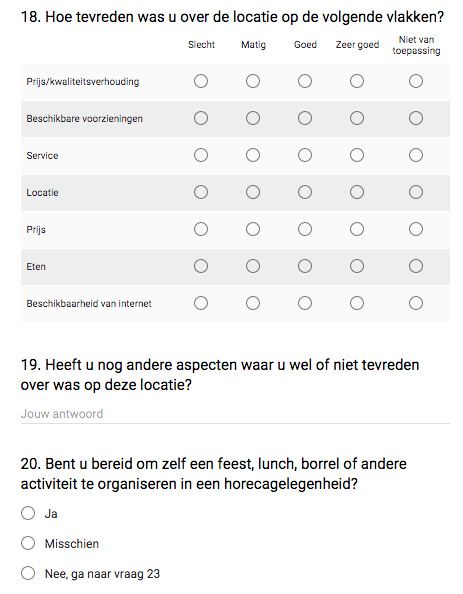 18. Hoe tevreden was u over de locatie op de volgende vlakken?
Slecht Matig Goed Zeer goed Niet van toepassing
Prijs/kwaliteitsverhouding
Beschikbare voorzieningen
Service
Locatie
Prijs
Eten
Beschikbaarheid van internet
19. Heeft u nog andere aspecten waar u wel of niet tevreden
over was op deze locatie?
Jouw antwoord
20. Bent u bereid om zelf een feest, lunch, borrel of andere
activiteit te organiseren in een horecagelegenheid?
Ja
Misschien
Nee, ga naar vraag 23